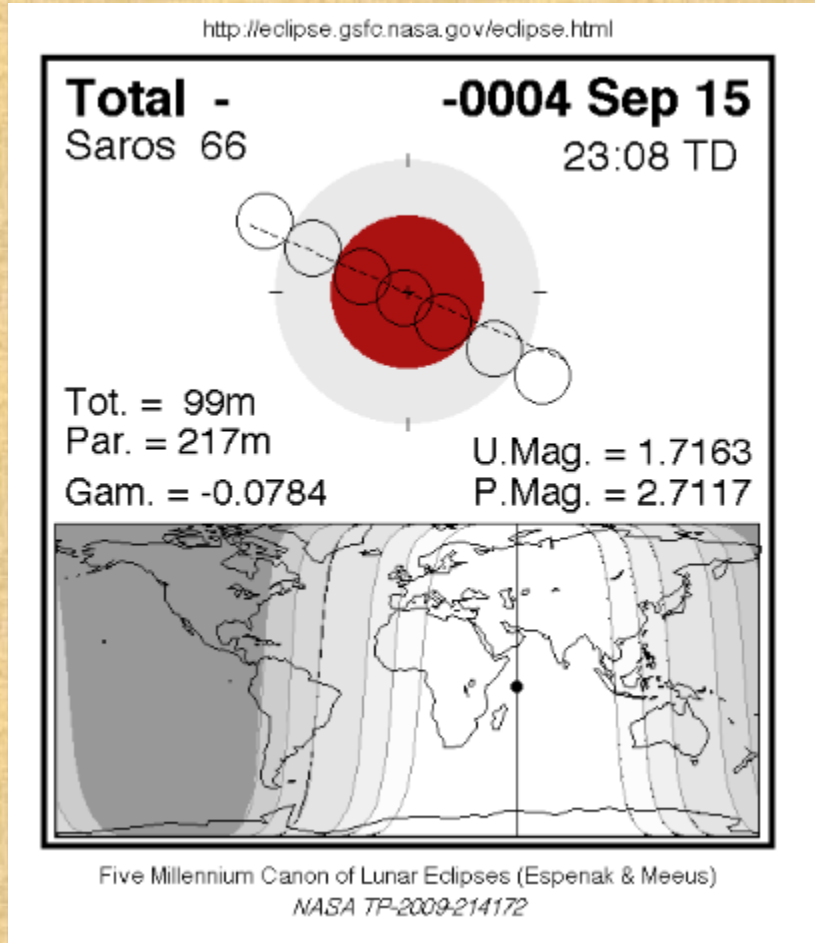 http://eclipse.gsfc.nasa.gov/eclipse.html
Total - -0004 Sep 15
Saros 66 23:08 TD
Tot. = 99m
Par. = 217m
U.Mag. = 1.7163
Gam. = -0.0784 P.Mag. = 2.7117
Five Millennium Canon of Lunar Eclipses (Espenak & Meeus)
NASA TP-2009-214172